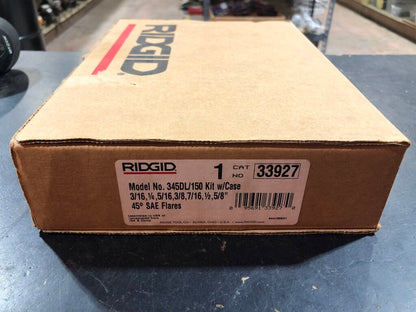 RIDGID
RIDGID 1 CAT NO 33927
Model No. 345DL/150 Kit w/Case
3/16,¼,5/16,3/8,7/16,½,5/8"
45° SAE Flares